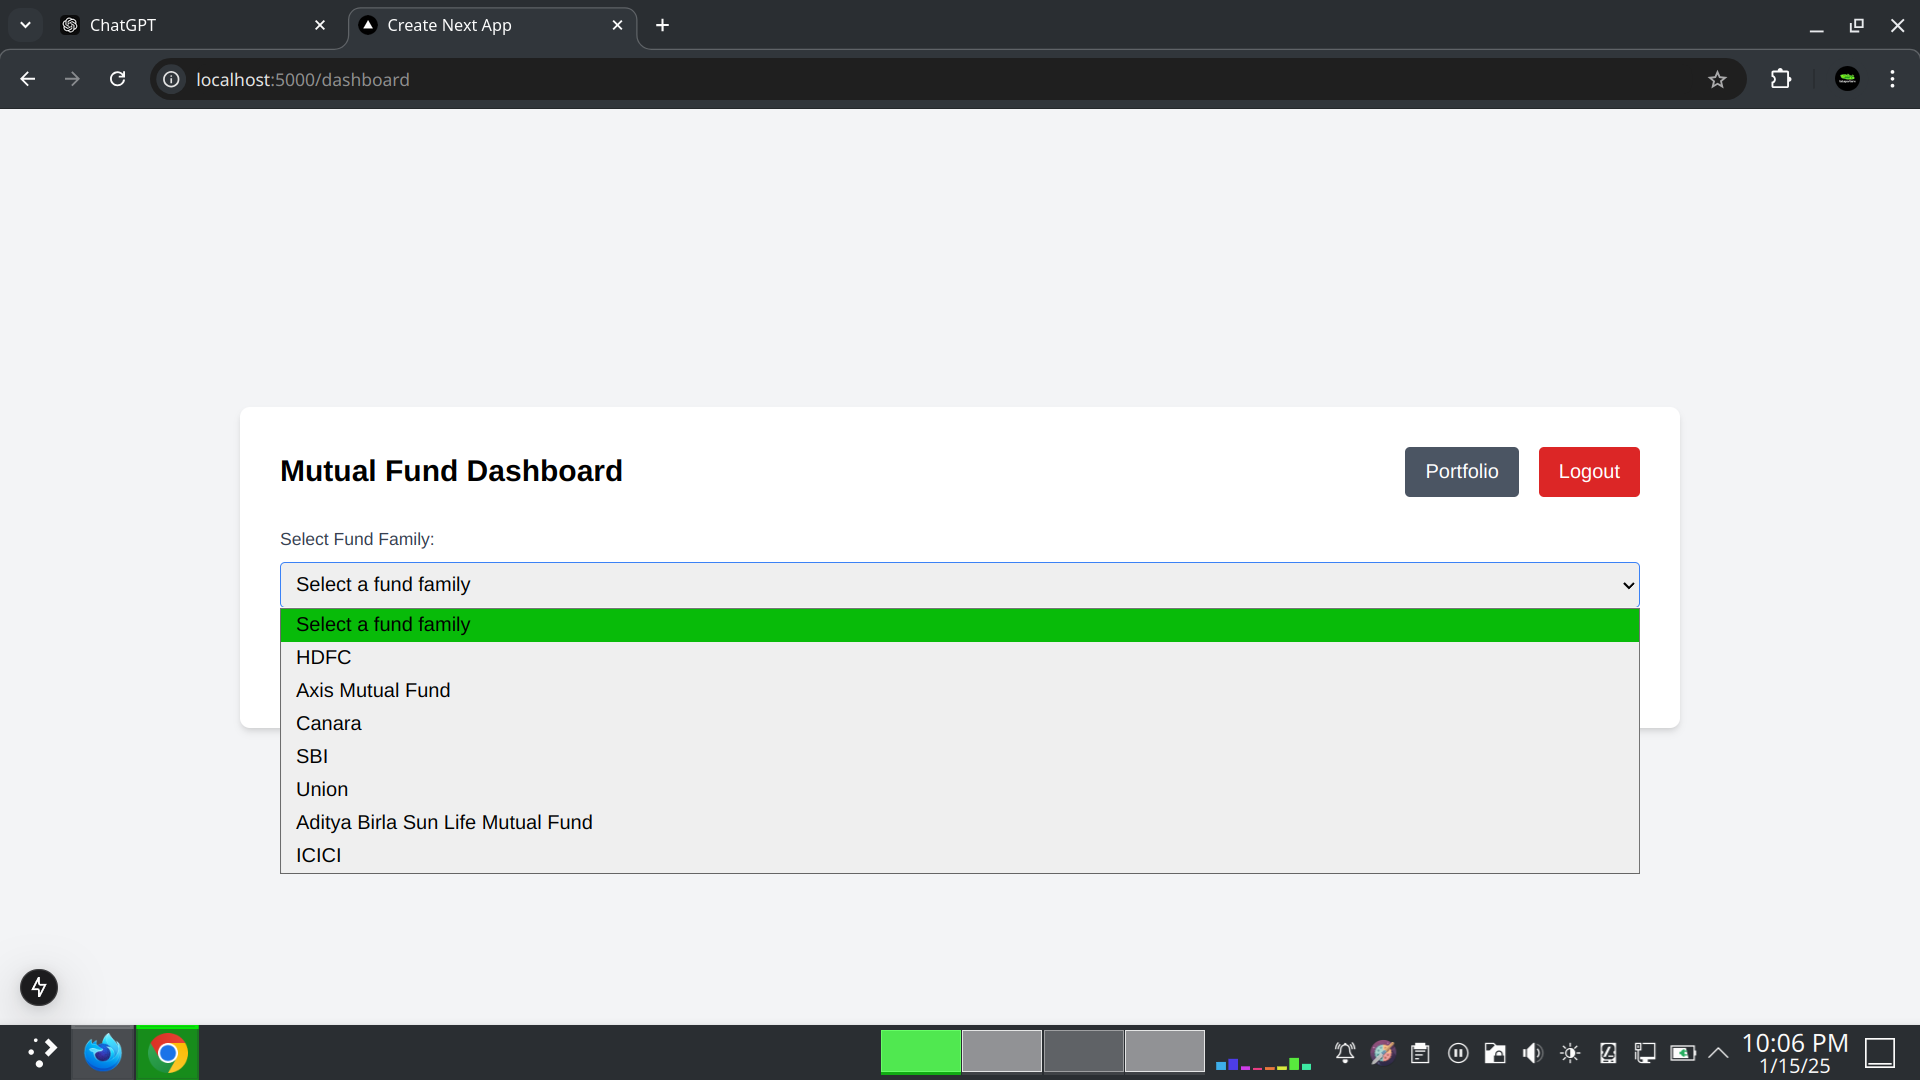 ChatGPT
Create Next App
localhost:5000/dashboard
Mutual Fund Dashboard
Portfolio
Logout
Select Fund Family:
Select a fund family
Select a fund family
HDFC
Axis Mutual Fund
Canara
SBI
Union
Aditya Birla Sun Life Mutual Fund
ICICI
10:06 PM
1/15/25